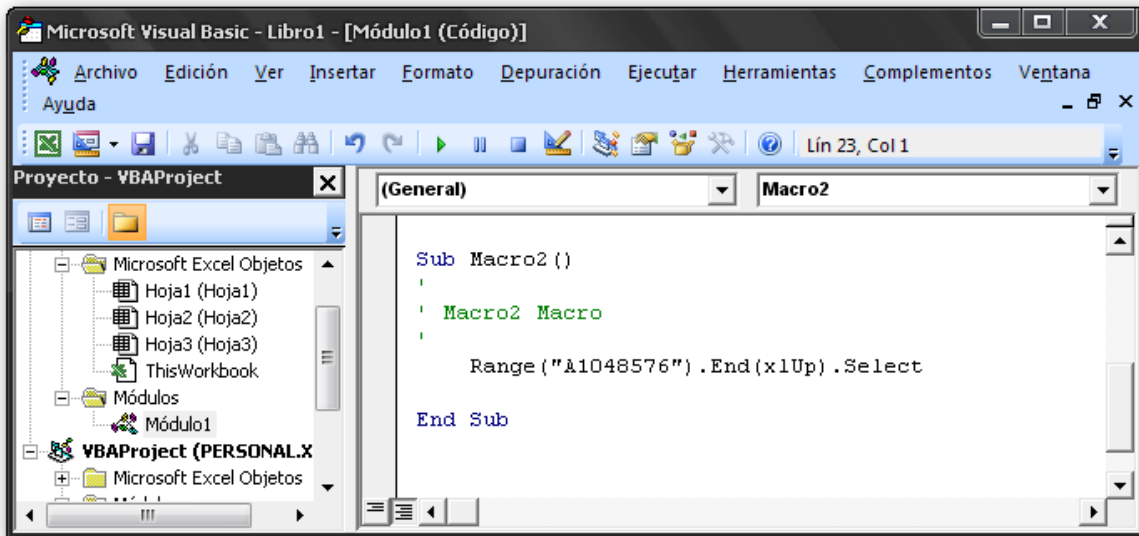 Microsoft Visual Basic - Libro1 - [Módulo1 (Código)]
Archivo Edición Ver Insertar Formato Depuración Ejecutar Herramientas Complementos Ventana
Ayuda
Lín 23, Col 1
Proyecto - VBAProject
(General) Macro2
Microsoft Excel Objetos
Hoja1 (Hoja1)
Hoja2 (Hoja2)
Hoja3 (Hoja3)
ThisWorkbook
Módulos
Módulo1
VBAProject (PERSONAL.X
Microsoft Excel Objetos
Sub Macro2()
'
' Macro2 Macro
'
Range("A1048576").End(xlUp).Select
End Sub